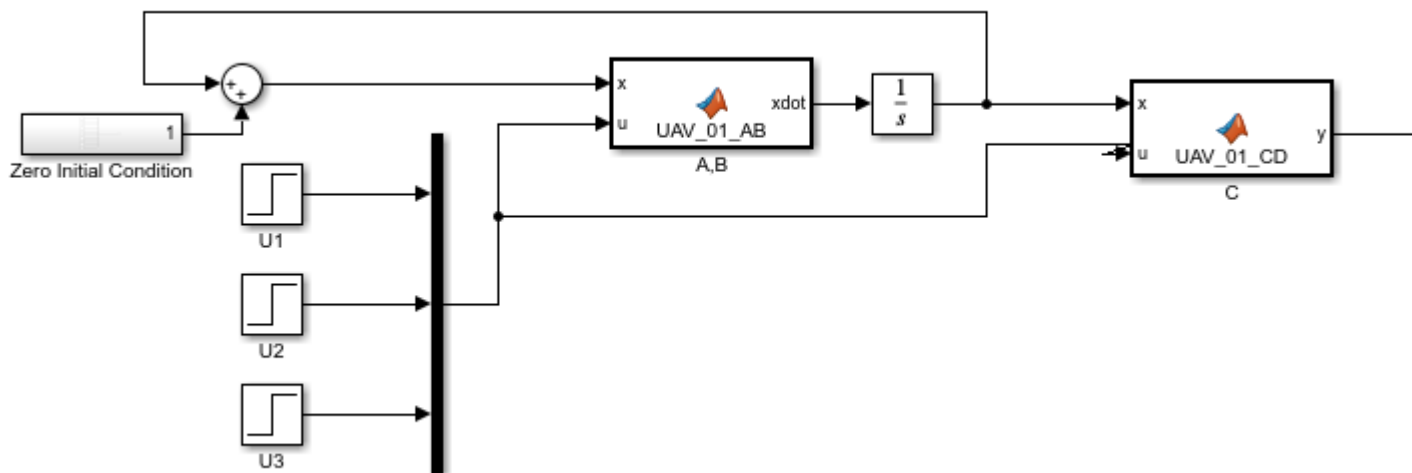 +
+
1
Zero Initial Condition
U1
U2
U3
x
u
xdot
UAV_01_AB
A,B
1
s
x
u
y
UAV_01_CD
C